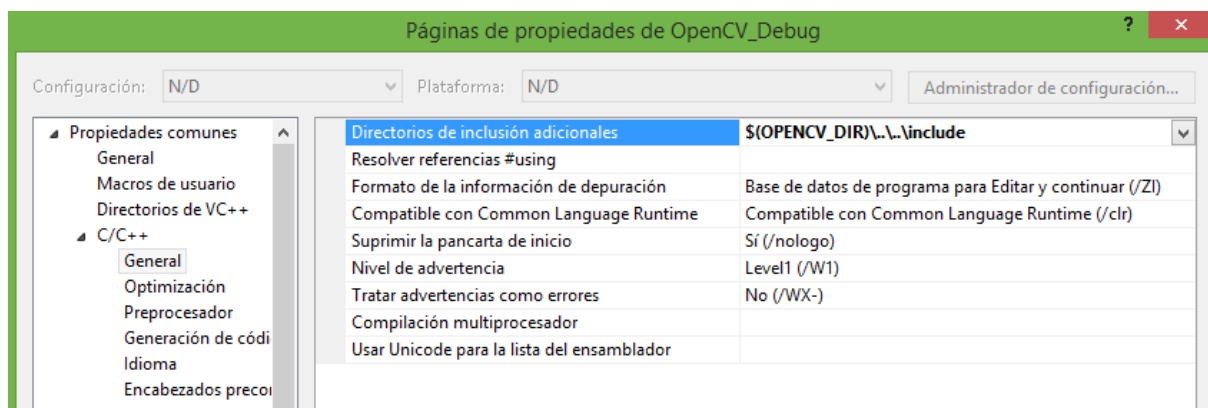 Páginas de propiedades de OpenCV_Debug ? ×
Configuración: N/D Plataforma: N/D Administrador de configuración...
Propiedades comunes
General
Macros de usuario
Directorios de VC++
C/C++
General
Optimización
Preprocesador
Generación de códi
Idioma
Encabezados precor
Directorios de inclusión adicionales $(OPENCV_DIR)\..\..\include
Resolver referencias #using
Formato de la información de depuración Base de datos de programa para Editar y continuar (/ZI)
Compatible con Common Language Runtime Compatible con Common Language Runtime (/clr)
Suprimir la pancarta de inicio Sí (/nologo)
Nivel de advertencia Level1 (/W1)
Tratar advertencias como errores No (/WX-)
Compilación multiprocesador
Usar Unicode para la lista del ensamblador